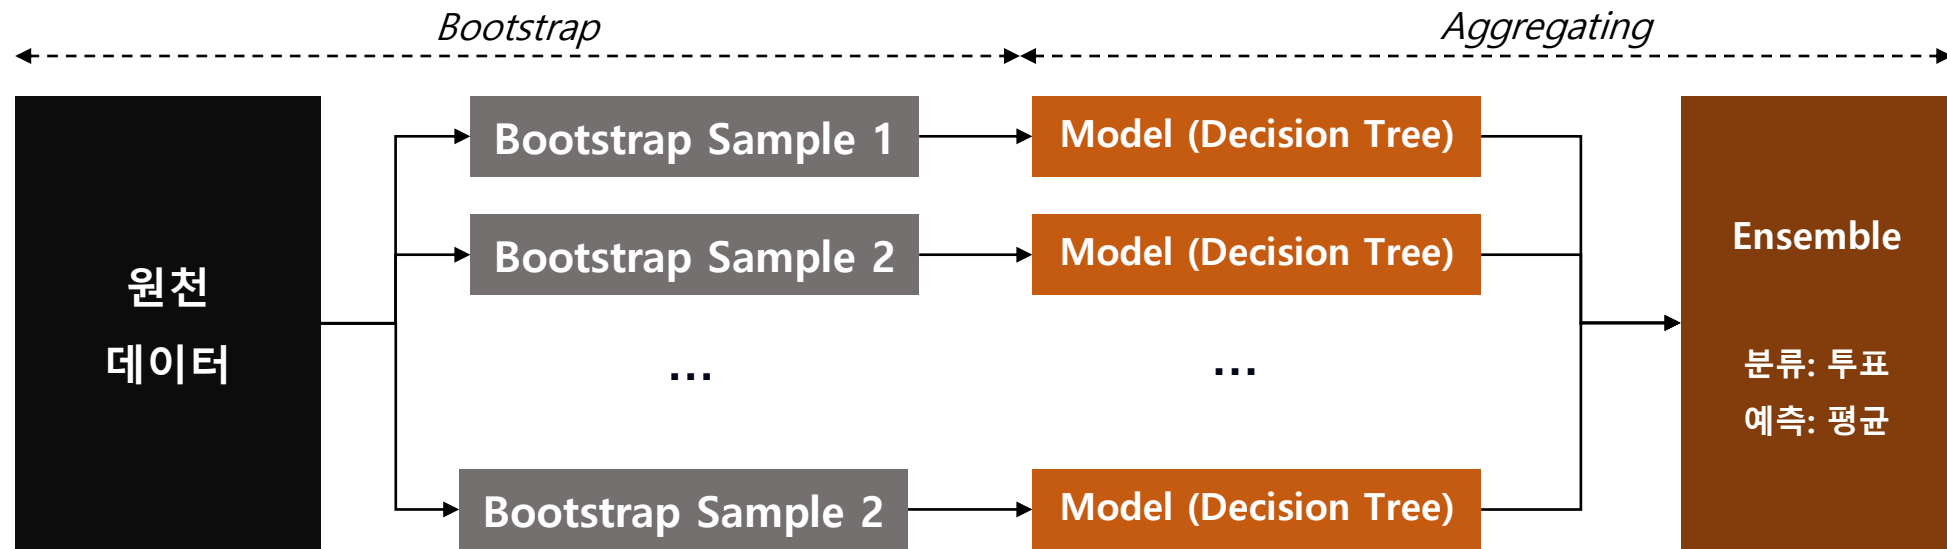 Bootstrap
Aggregating
원천
데이터
Bootstrap Sample 1
Model (Decision Tree)
Bootstrap Sample 2
Model (Decision Tree)
...
...
Bootstrap Sample 2
Model (Decision Tree)
Ensemble
분류: 투표
예측: 평균